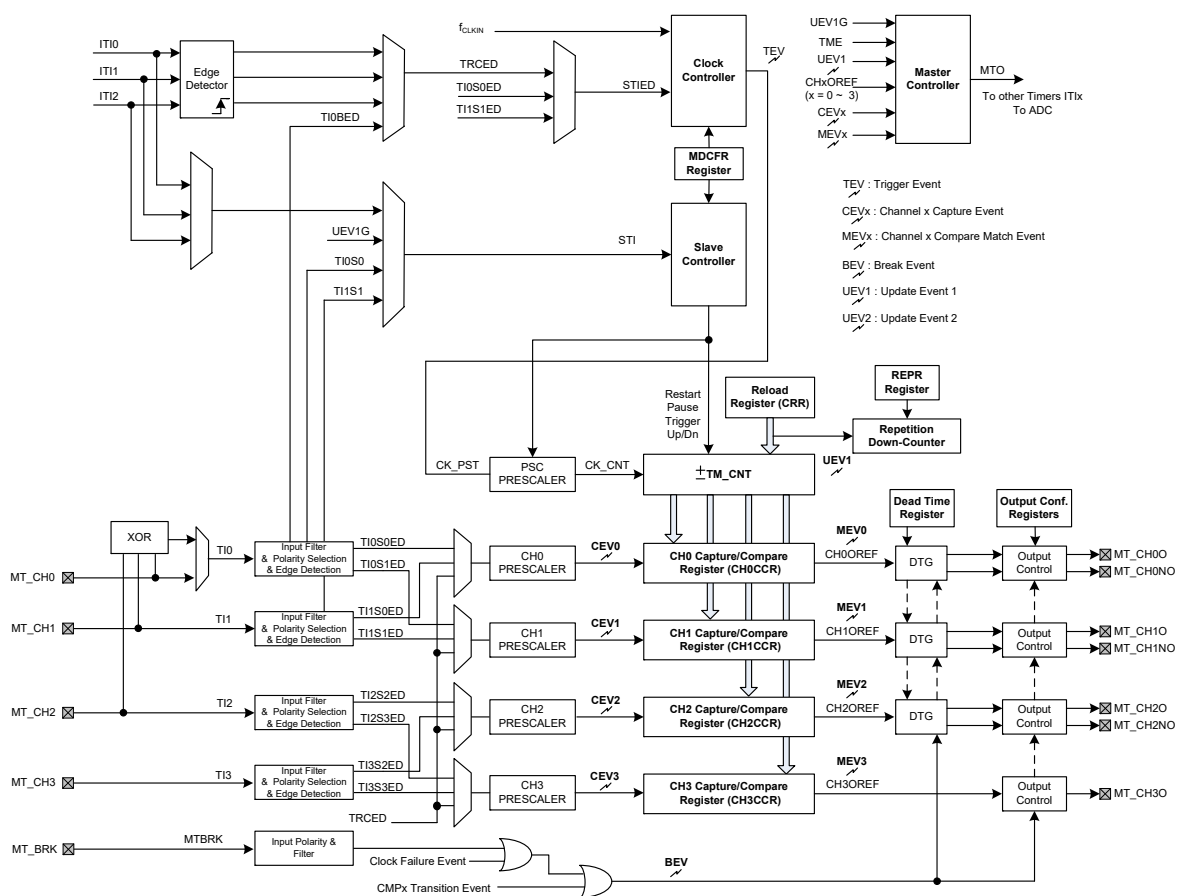 ITI0
ITI1
ITI2
Edge
Detector
TI0BED
fCLKIN
TRCED
TI0S0ED
TI1S1ED
STIED
Clock
Controller
TEV
UEV1G
TME
UEV1
CHxOREF
(x = 0 ~ 3)
CEVx
MEVx
Master
Controller
MTO
To other Timers ITIx
To ADC
MDCFR
Register
UEV1G
TI0S0
TI1S1
STI
Slave
Controller
TEV : Trigger Event
CEVx : Channel x Capture Event
MEVx : Channel x Compare Match Event
BEV : Break Event
UEV1 : Update Event 1
UEV2 : Update Event 2
Restart
Pause
Trigger
Up/Dn
Reload
Register (CRR)
REPR
Register
Repetition
Down-Counter
UEV1
CK_PST
PSC
PRESCALER
CK_CNT
±TM_CNT
Dead Time
Register
Output Conf.
Registers
XOR
MT_CH0
TI0
Input Filter
& Polarity Selection
& Edge Detection
TI0S0ED
TI0S1ED
CH0
PRESCALER
CEV0
CH0 Capture/Compare
Register (CH0CCR)
MEV0
CH0OREF
DTG
Output
Control
MT_CH0O
MT_CH0NO
MT_CH1
TI1
Input Filter
& Polarity Selection
& Edge Detection
TI1S0ED
TI1S1ED
CH1
PRESCALER
CEV1
CH1 Capture/Compare
Register (CH1CCR)
MEV1
CH1OREF
DTG
Output
Control
MT_CH1O
MT_CH1NO
MT_CH2
TI2
Input Filter
& Polarity Selection
& Edge Detection
TI2S2ED
TI2S3ED
CH2
PRESCALER
CEV2
CH2 Capture/Compare
Register (CH2CCR)
MEV2
CH2OREF
DTG
Output
Control
MT_CH2O
MT_CH2NO
MT_CH3
TI3
Input Filter
& Polarity Selection
& Edge Detection
TI3S2ED
TI3S3ED
TRCED
CH3
PRESCALER
CEV3
CH3 Capture/Compare
Register (CH3CCR)
MEV3
CH3OREF
Output
Control
MT_CH3O
MT_BRK
MTBRK
Input Polarity &
Filter
Clock Failure Event
CMPx Transition Event
BEV